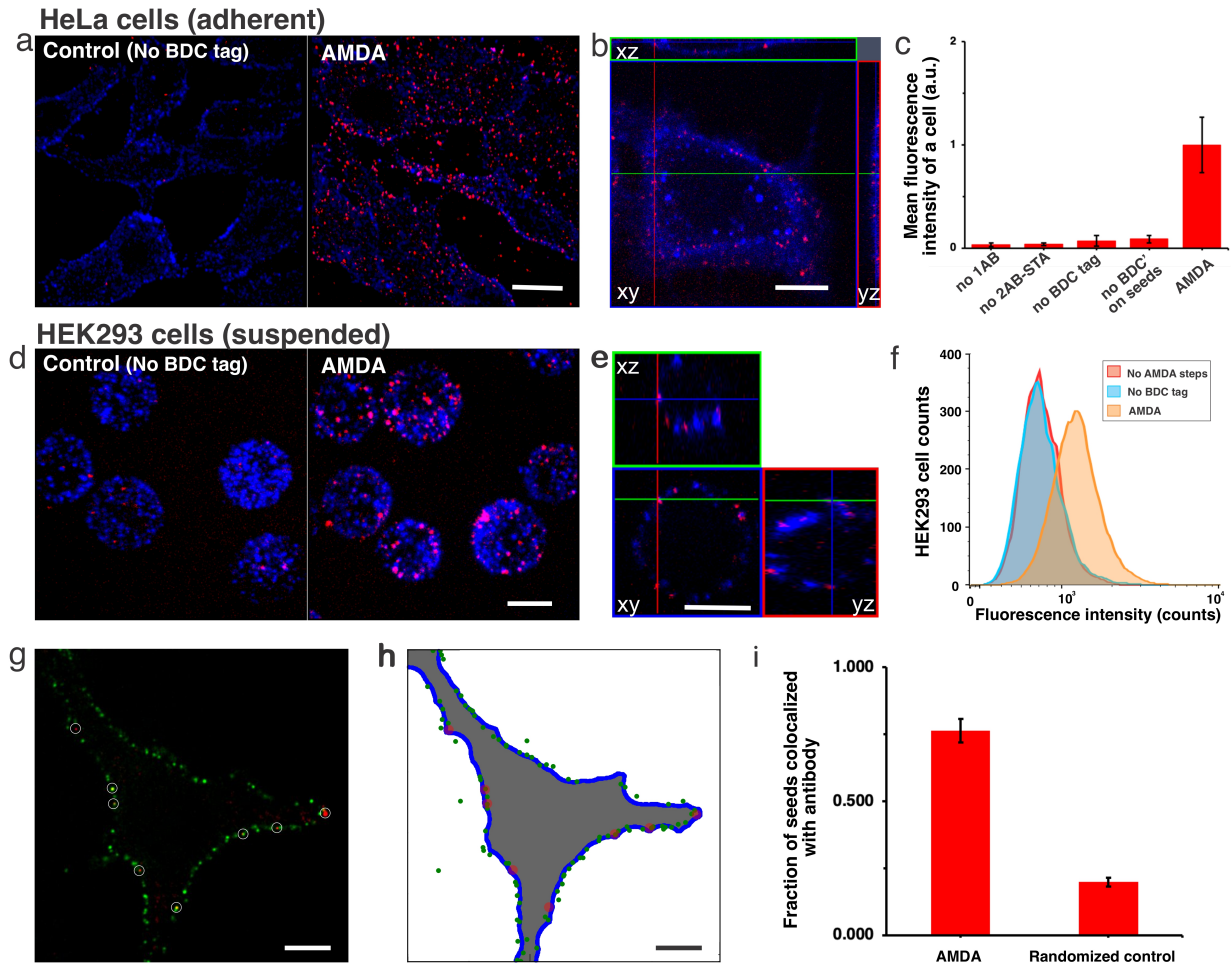 HeLa cells (adherent)
a
Control (No BDC tag)
AMDA
b
xz
xy
yz
c
Mean fluorescence
intensity of a cell (a.u.)
2
1
0
no 1AB
no 2AB-STA
no BDC tag
no BDC'
on seeds
AMDA
HEK293 cells (suspended)
d
Control (No BDC tag)
AMDA
e
xz
xy
yz
f
HEK293 cell counts
400
300
200
100
0
No AMDA steps
No BDC tag
AMDA
0
10³
10⁴
Fluorescence intensity (counts)
g
h
i
Fraction of seeds colocalized
with antibody
1.000
0.500
0.000
AMDA
Randomized control